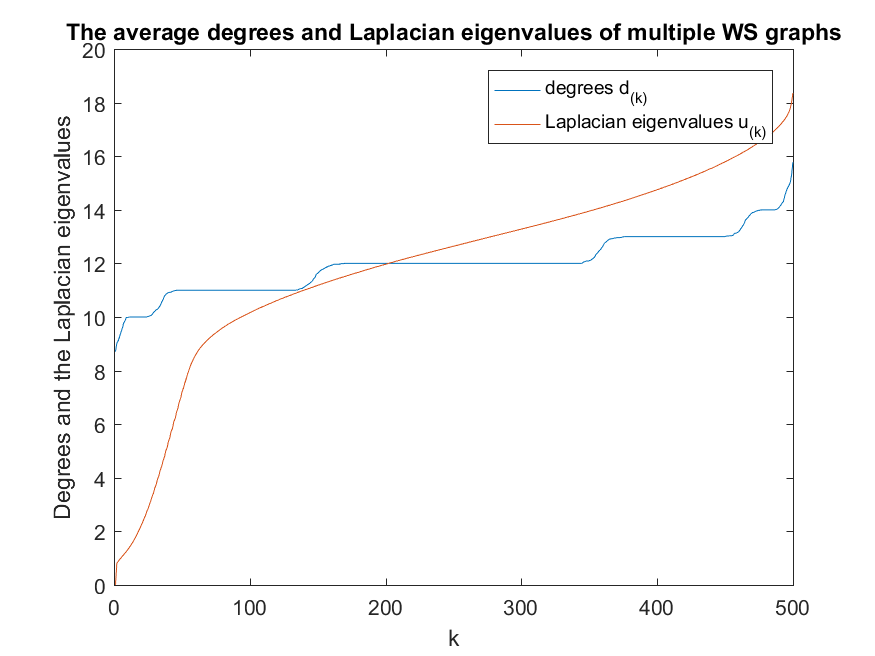 The average degrees and Laplacian eigenvalues of multiple WS graphs
degrees d(k)
Laplacian eigenvalues u(k)
Degrees and the Laplacian eigenvalues
20
18
16
14
12
10
8
6
4
2
0
0 100 200 300 400 500
k